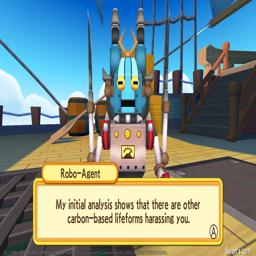 Robo-Agent
My initial analysis shows that there are other
carbon-based lifeforms harassing you.
A